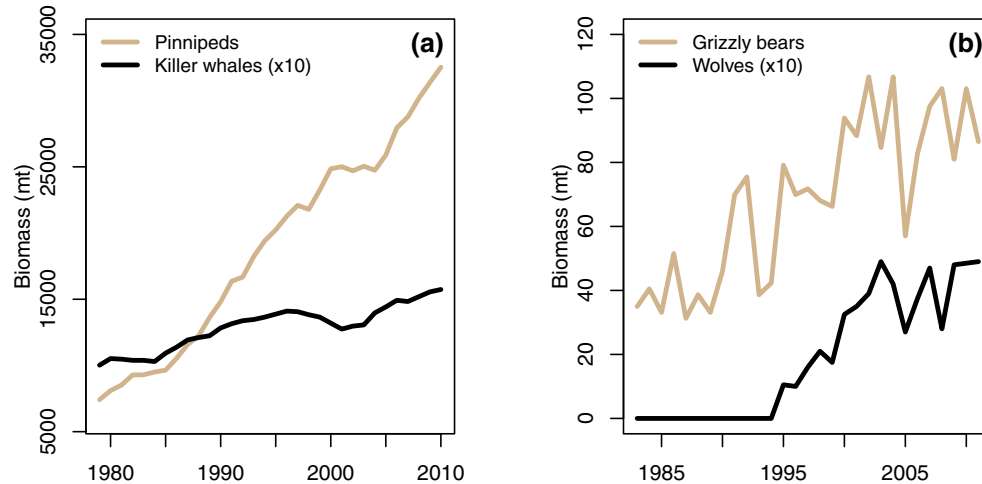 Pinnipeds
Killer whales (x10)
(a)
Biomass (mt)
35000
25000
15000
5000
1980
1990
2000
2010
Grizzly bears
Wolves (x10)
(b)
Biomass (mt)
120
100
80
60
40
20
0
1985
1995
2005